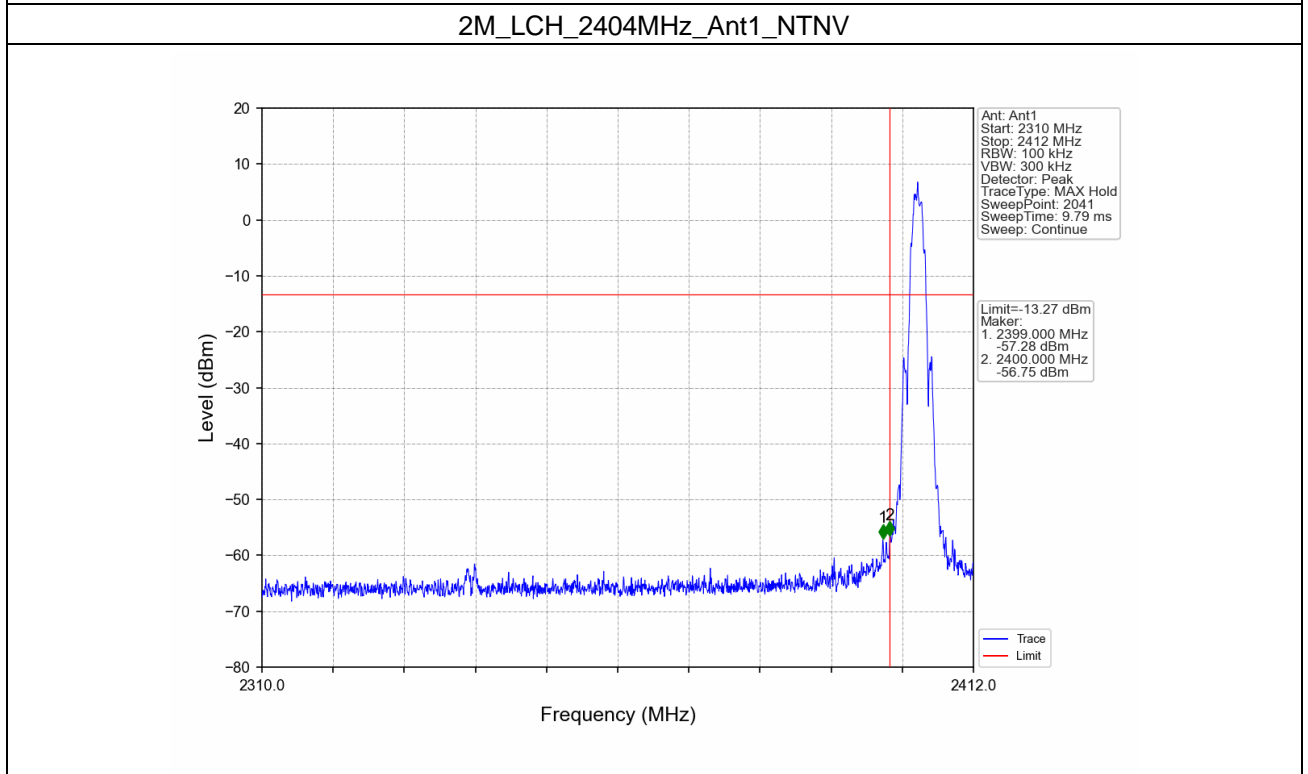 2M_LCH_2404MHz_Ant1_NTNV
20
10
0
−10
−20
−30
−40
−50
−60
−70
−80
Level (dBm)
1
2
2310.0
2412.0
Frequency (MHz)
Ant: Ant1
Start: 2310 MHz
Stop: 2412 MHz
RBW: 100 kHz
VBW: 300 kHz
Detector: Peak
TraceType: MAX Hold
SweepPoint: 2041
SweepTime: 9.79 ms
Sweep: Continue
Limit=-13.27 dBm
Maker:
1. 2399.000 MHz
-57.28 dBm
2. 2400.000 MHz
-56.75 dBm
Trace
Limit